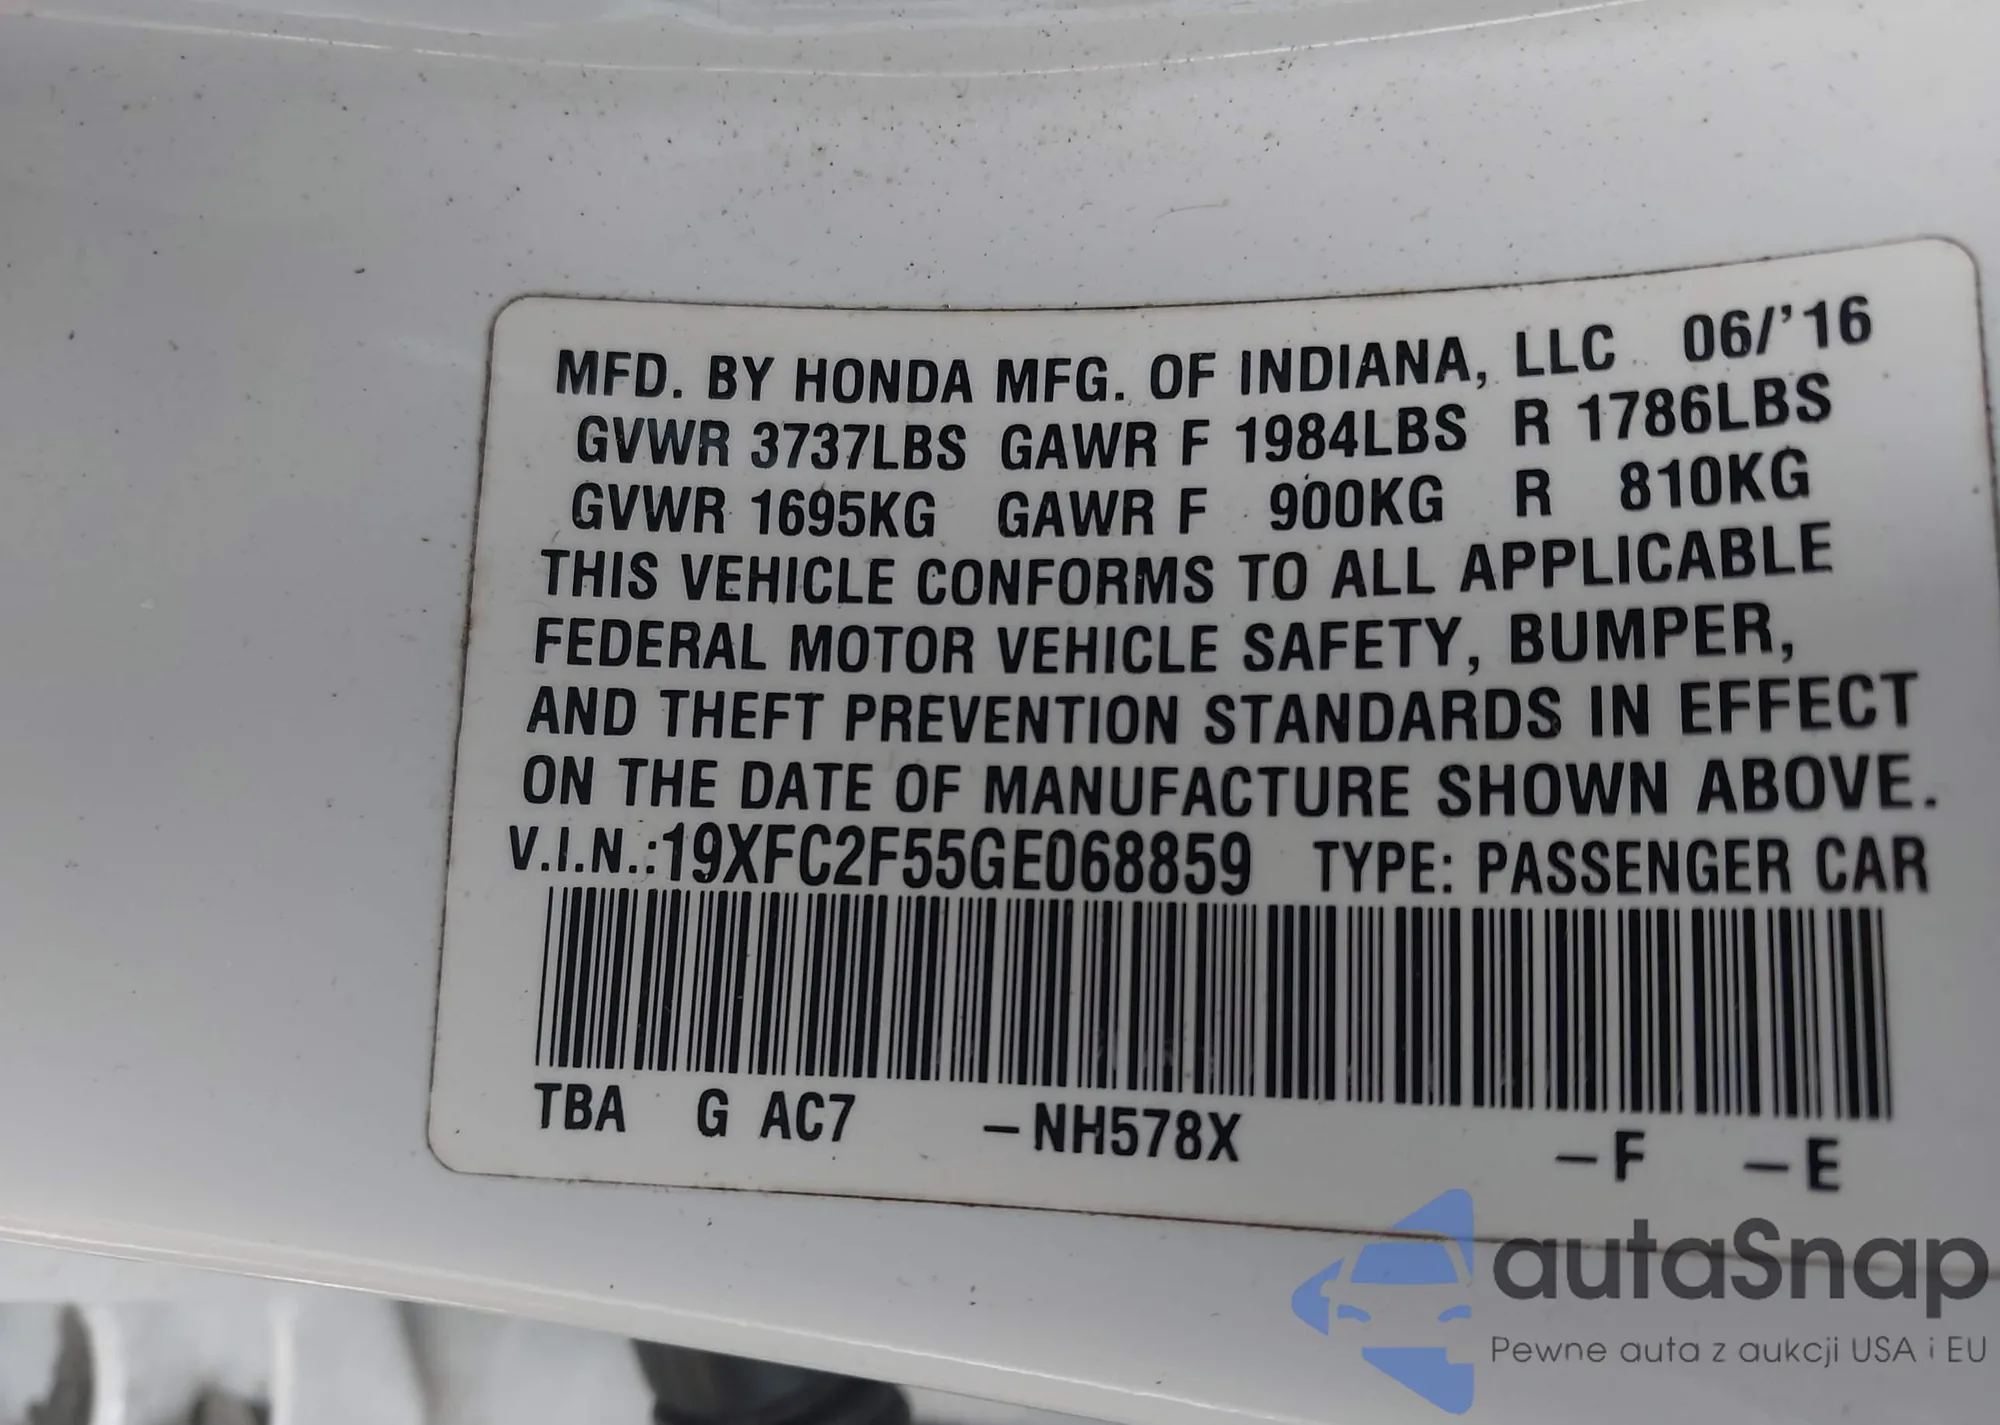 MFD. BY HONDA MFG. OF INDIANA, LLC 06/'16
GVWR 3737LBS GAWR F 1984LBS R 1786LBS
GVWR 1695KG GAWR F 900KG R 810KG
THIS VEHICLE CONFORMS TO ALL APPLICABLE
FEDERAL MOTOR VEHICLE SAFETY, BUMPER,
AND THEFT PREVENTION STANDARDS IN EFFECT
ON THE DATE OF MANUFACTURE SHOWN ABOVE.
V.I.N.:19XFC2F55GE068859 TYPE: PASSENGER CAR
TBA G AC7 –NH578X –F –E
autaSnap
Pewne auta z aukcji USA i EU